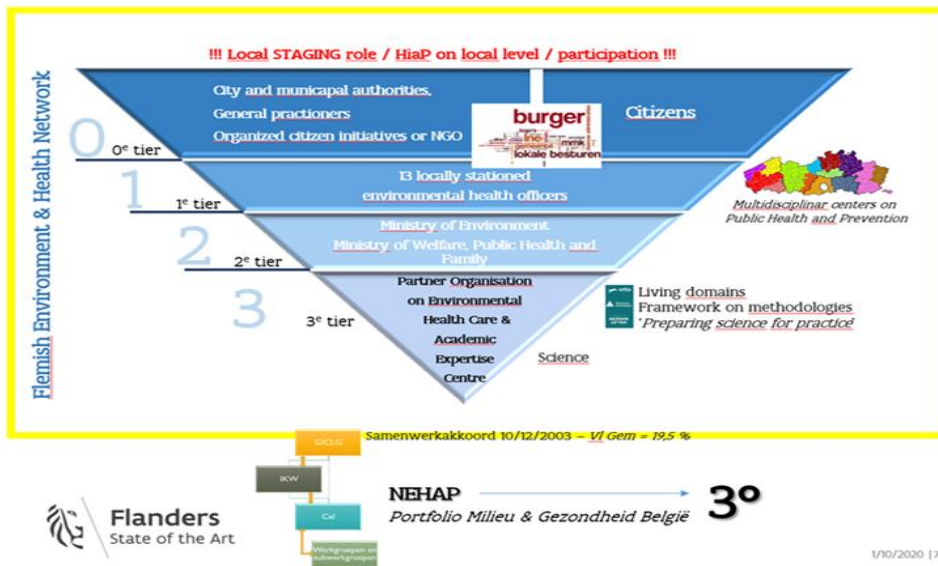 !!! Local STAGING role / HiaP on local level / participation !!!
Flemish Environment & Health Network
City and municapal authorities,
General practioners
Organized citizen initiatives or NGO
burger
mmk
lokale besturen
Citizens
0
0e tier
13 locally stationed
environmental health officers
1
1e tier
Multidisciplinar centers on
Public Health and Prevention
Ministry of Environment
Ministry of Welfare, Public Health and
Family
2
2e tier
Partner Organisation
on Environmental
Health Care &
Academic
Expertise
Centre
3
3e tier
Living domains
Framework on methodologies
'Preparing science for practice'
Science
Samenwerkakkoord 10/12/2003 – Vl Gem = 19,5 %
GICLG
IKW
Cel
Werkgroepen en
subwerkgroepen
NEHAP
3°
Portfolio Milieu & Gezondheid België
Flanders
State of the Art
1/10/2020 | 7